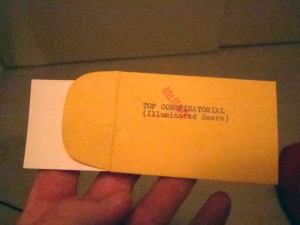 TOP CONSPIRATORIAL
(Illuminated Seers)